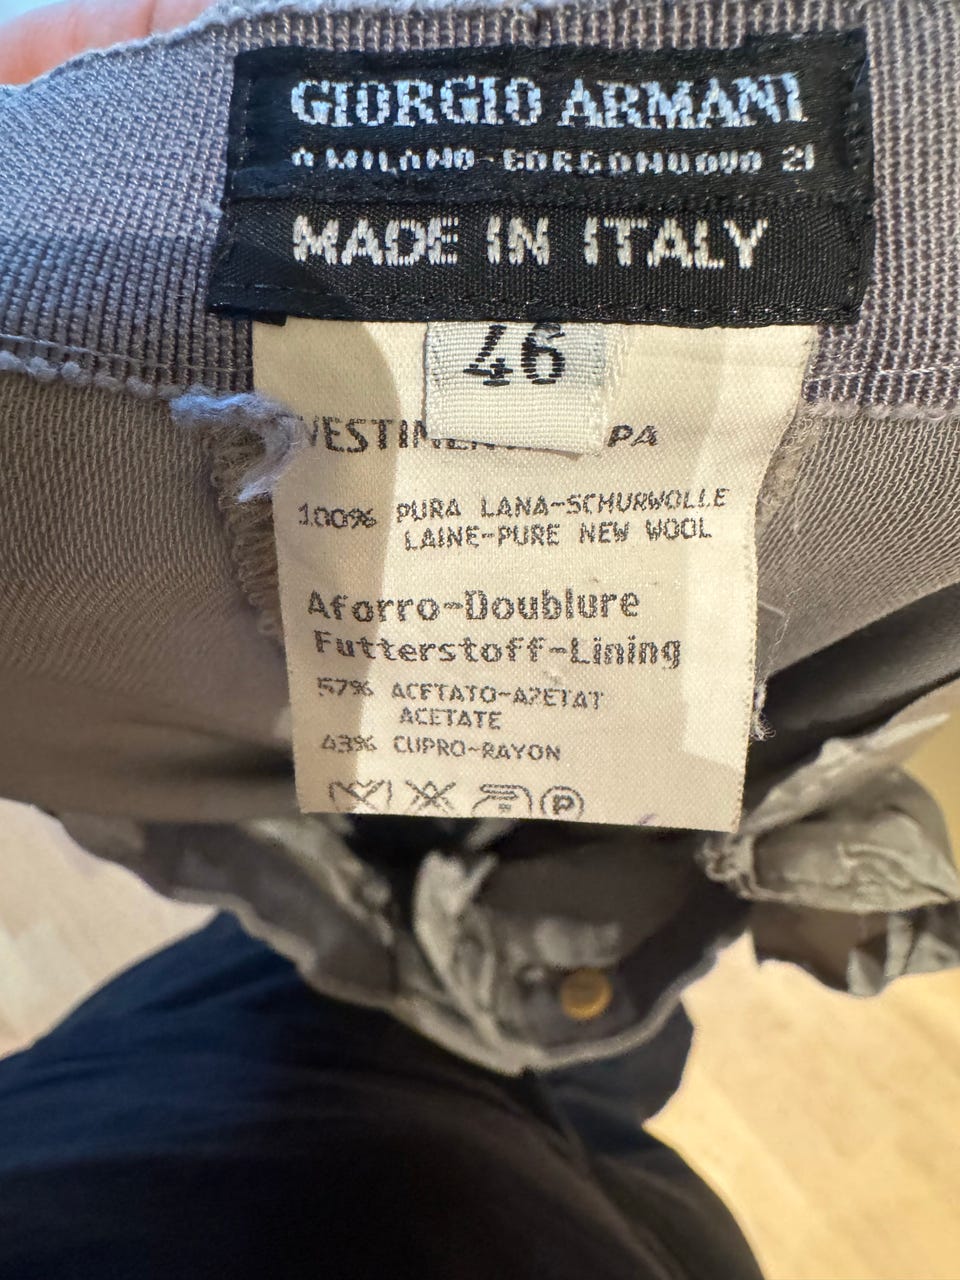 GIORGIO ARMANI
A MILANO-BORGONUOVO 21
MADE IN ITALY
46
PA
100% PURA LANA-SCHURWOLLE
LAINE-PURE NEW WOOL
Aforro-Doublure
Futterstoff-Lining
57% ACETATO-AZETAT
ACETATE
43% CUPRO-RAYON
P